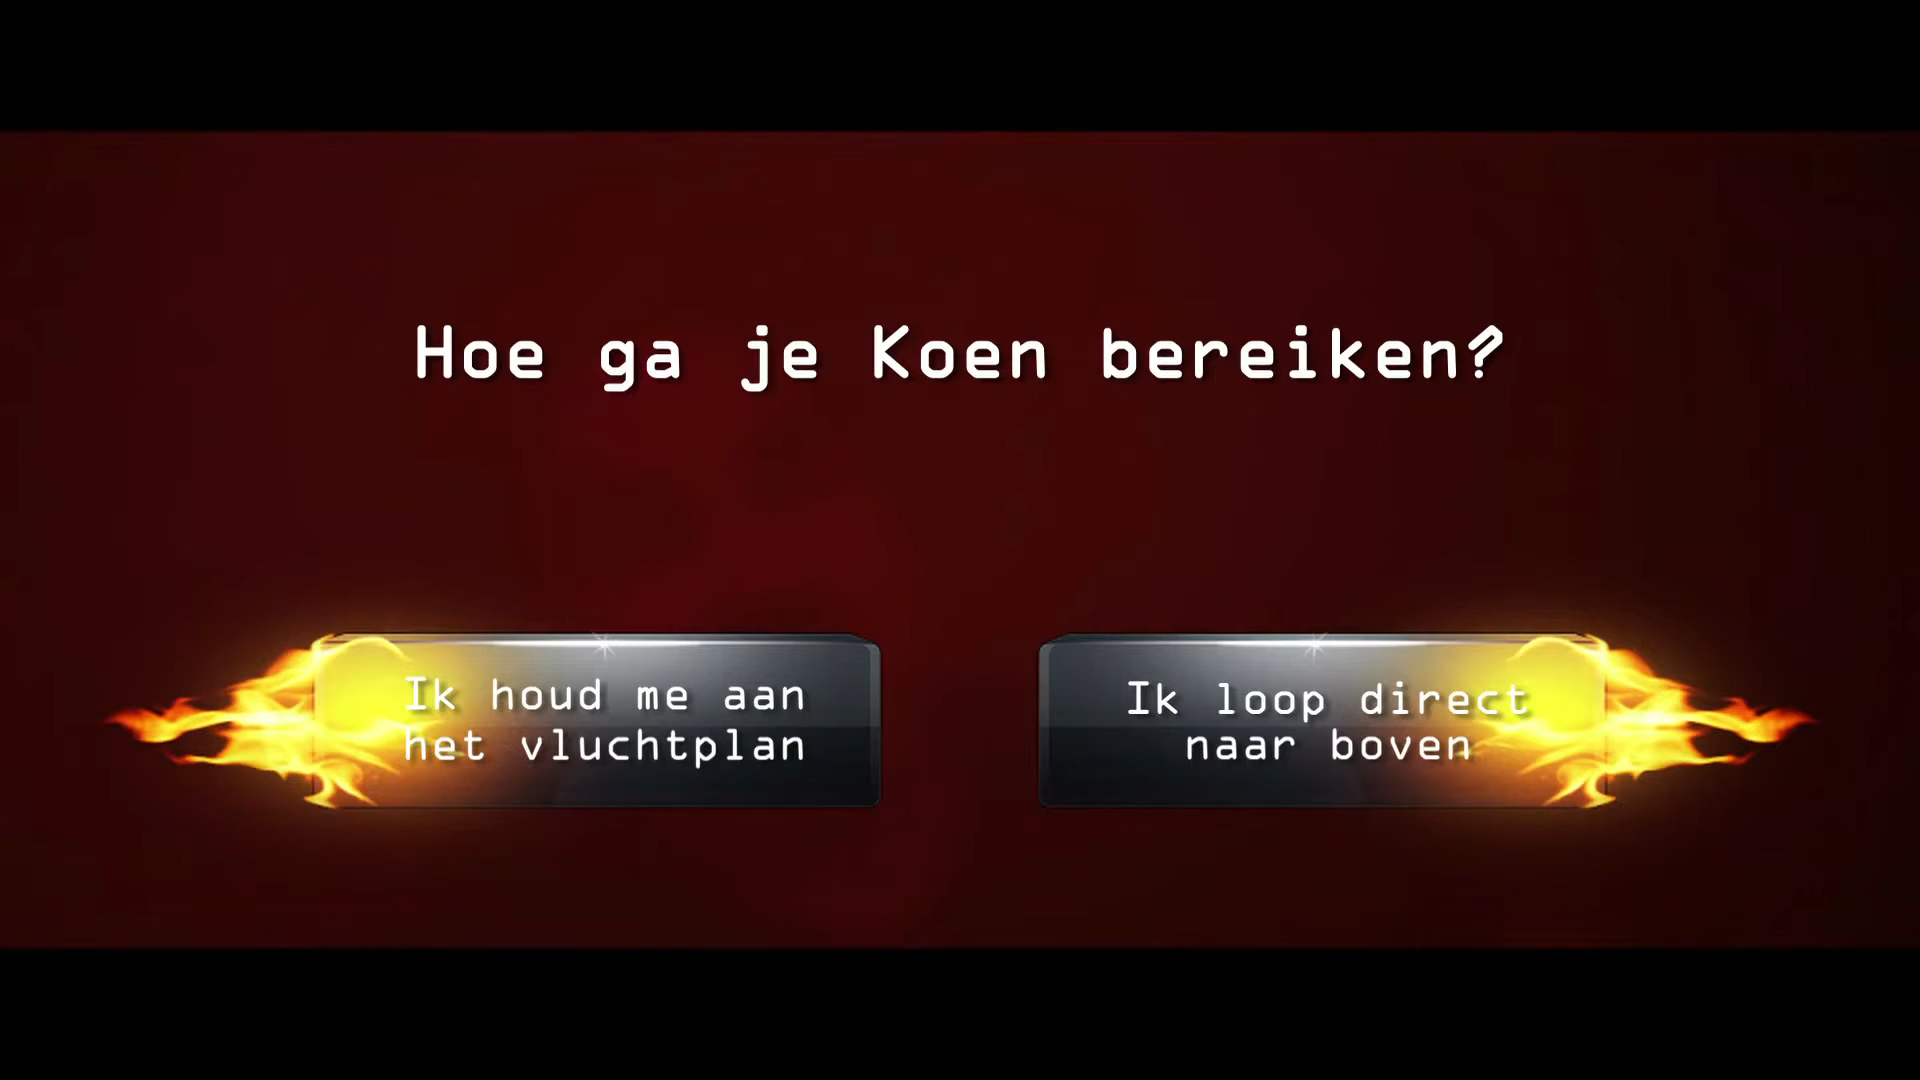 Hoe ga je Koen bereiken?
Ik houd me aan
het vluchtplan
Ik loop direct
naar boven